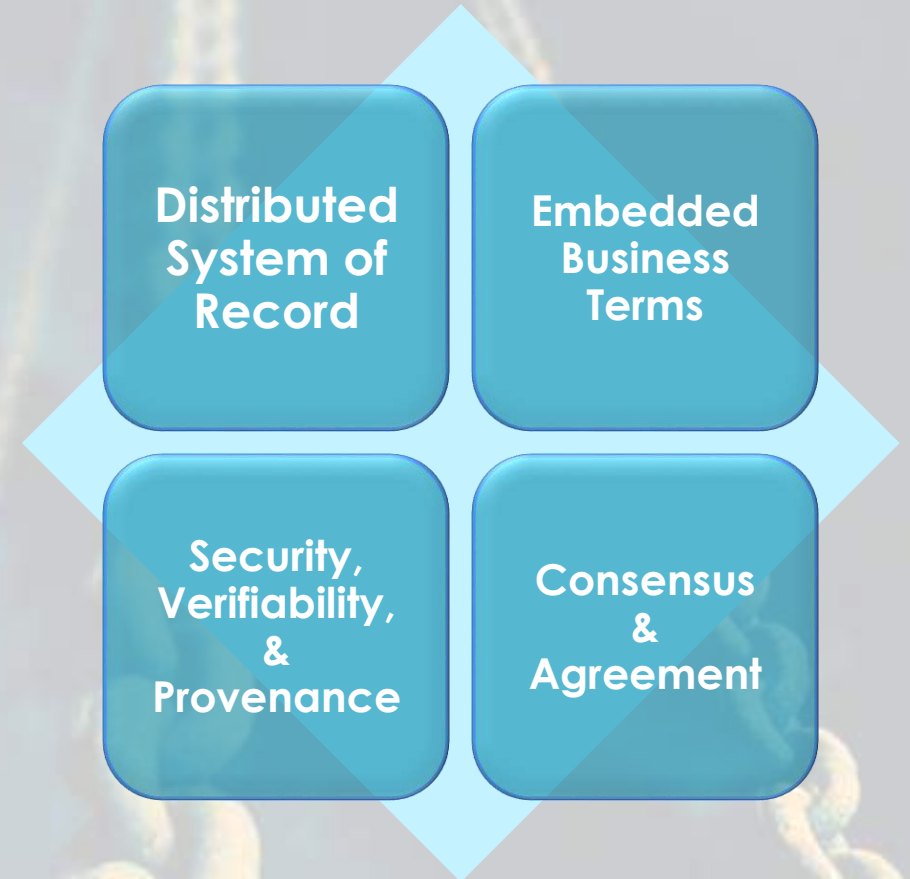 Distributed
System of
Record
Embedded
Business
Terms
Security,
Verifiability,
&
Provenance
Consensus
&
Agreement